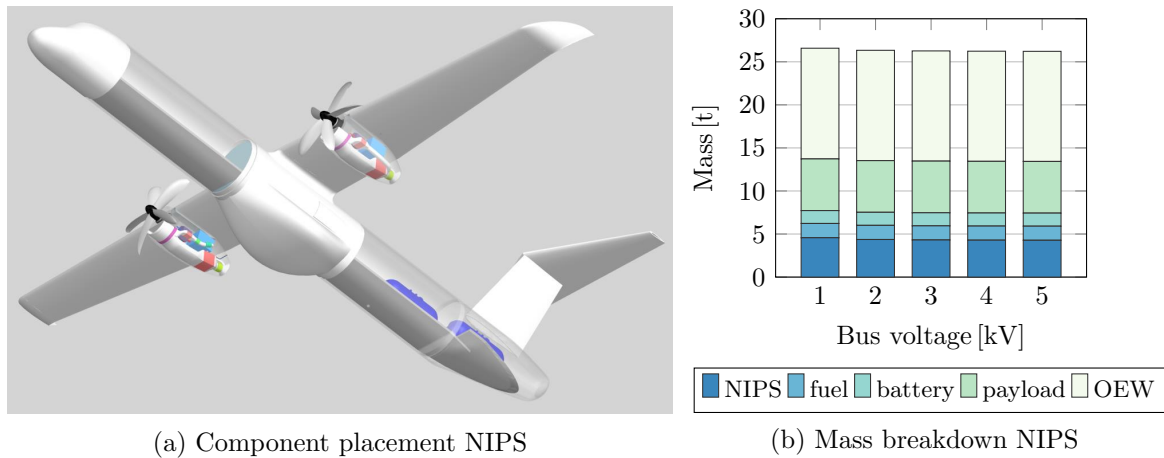 30
25
20
15
10
5
0
Mass [t]
1 2 3 4 5
Bus voltage [kV]
NIPS fuel battery payload OEW
(a) Component placement NIPS
(b) Mass breakdown NIPS